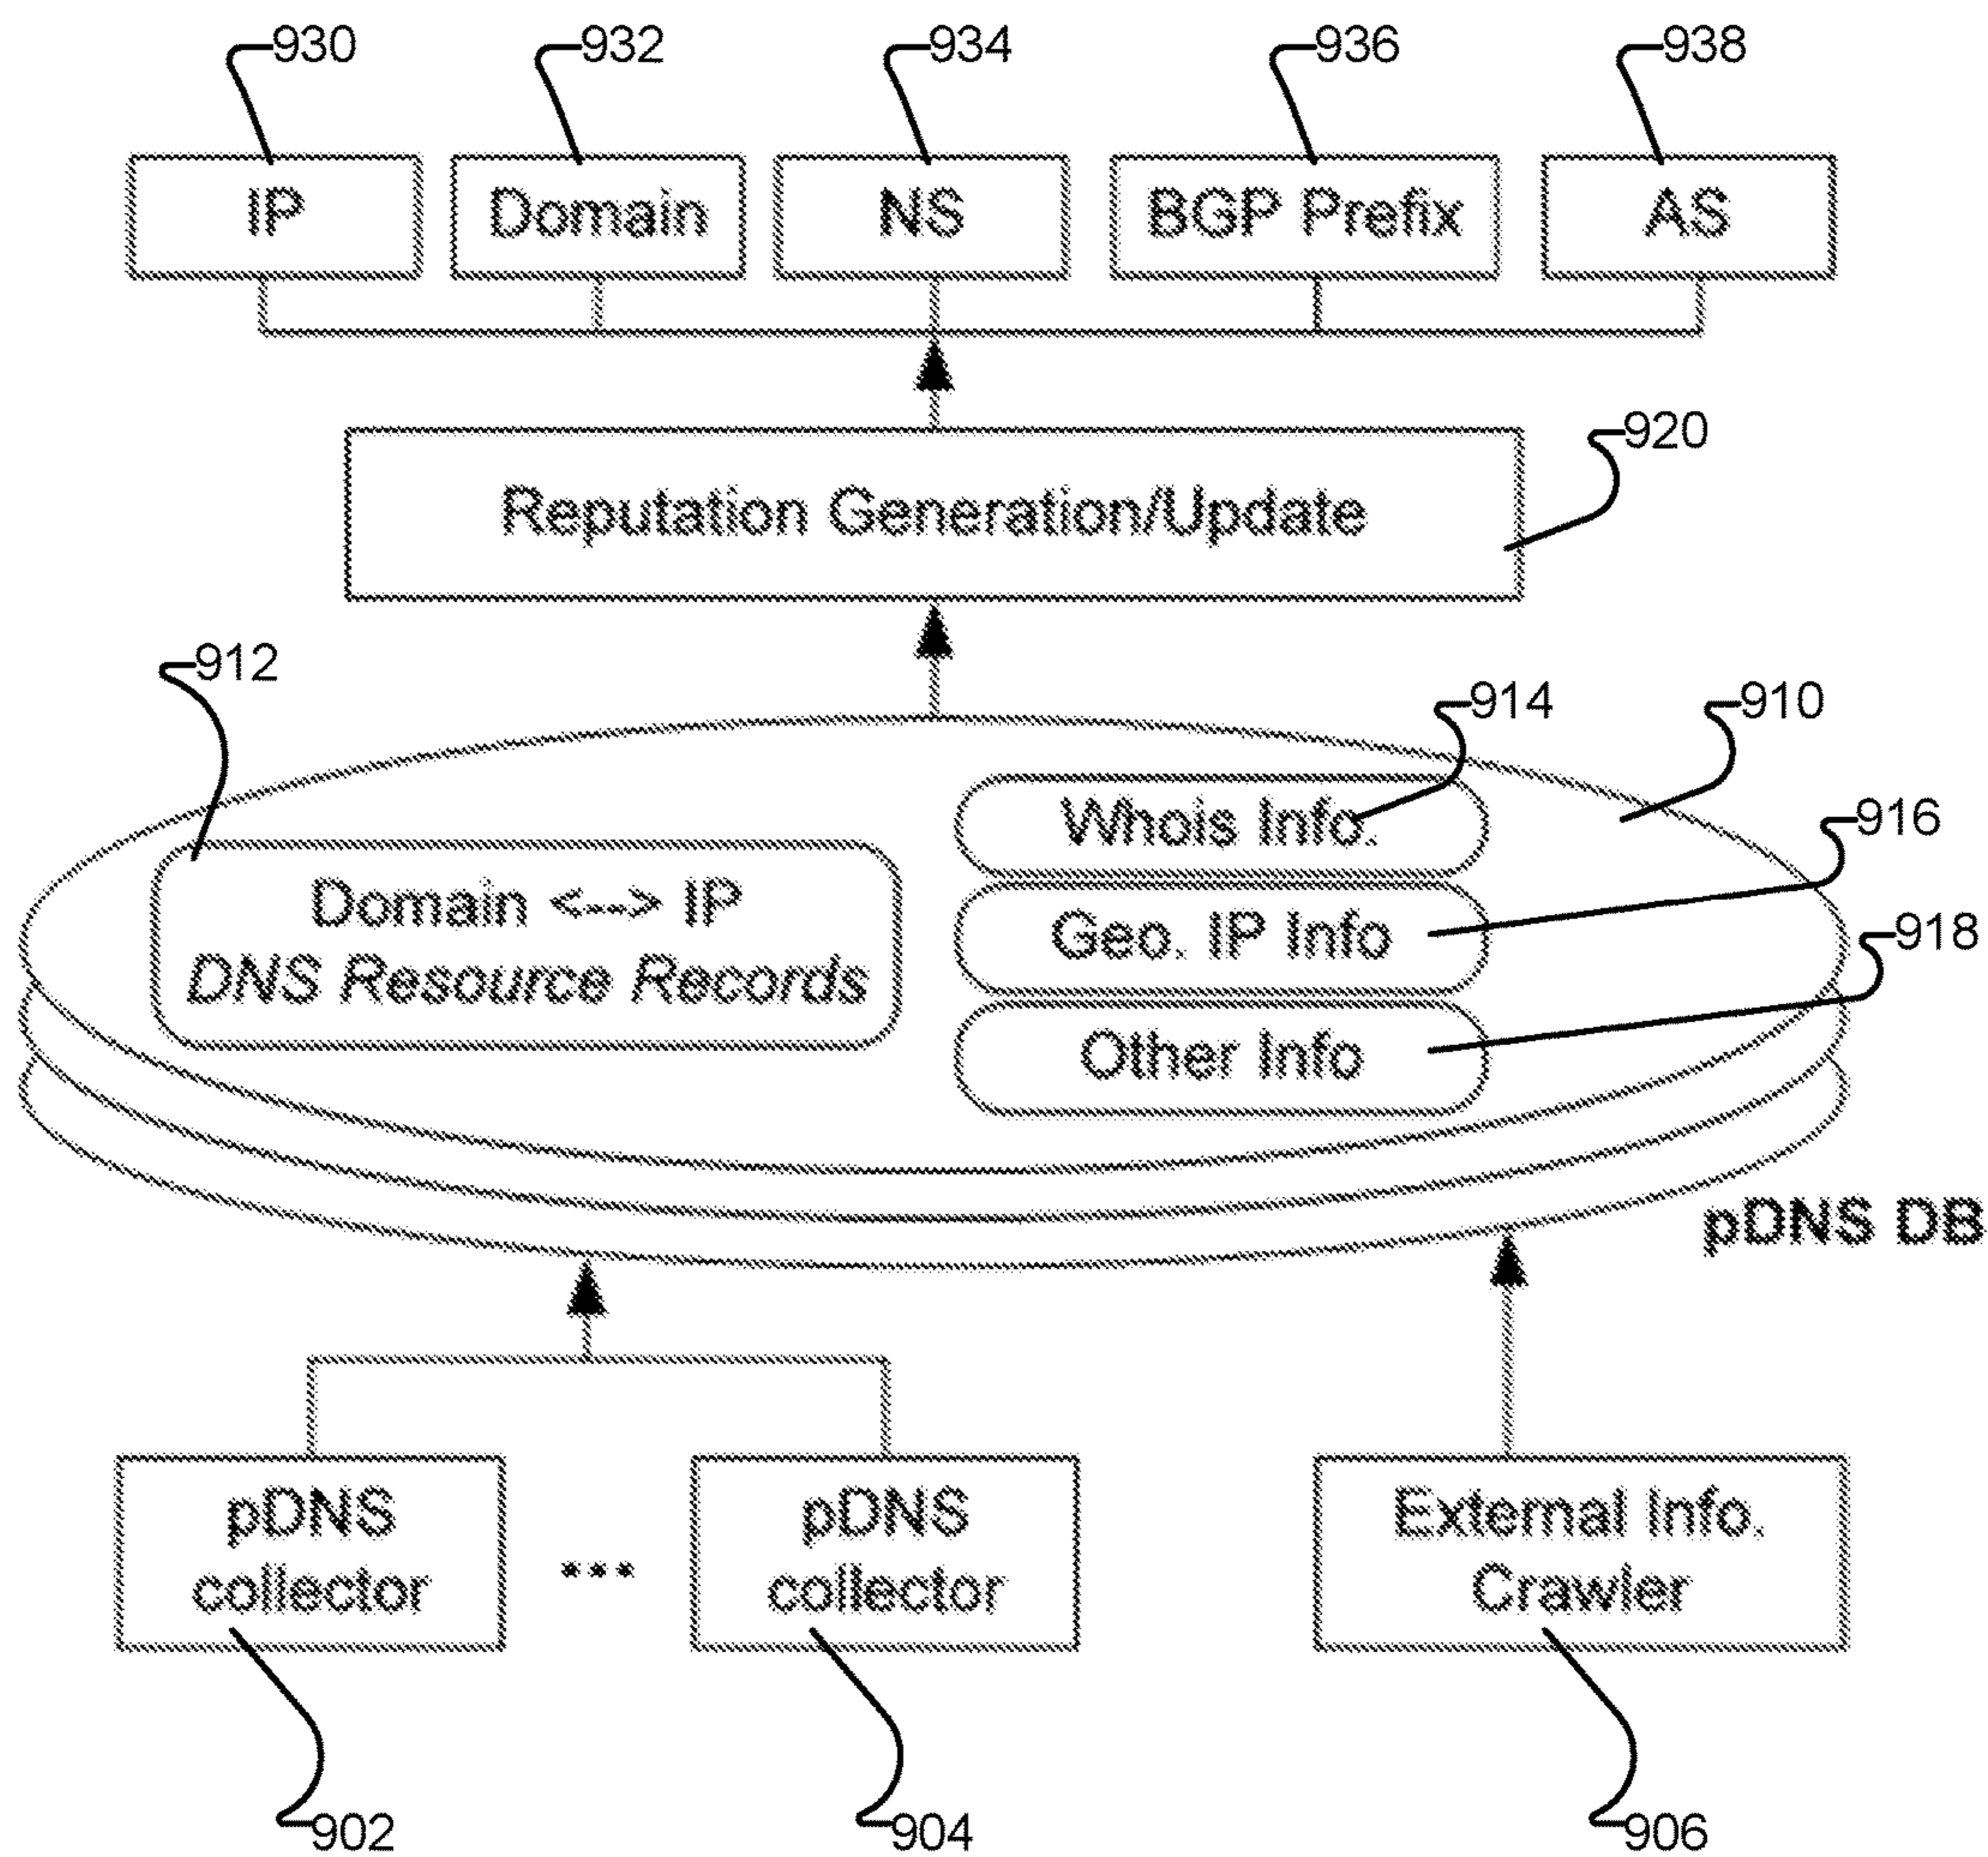 930 932 934 936 938
IP Domain NS BGP Prefix AS
920
Reputation Generation/Update
912
914 910
Whois Info.
916
Domain <--> IP
Geo. IP Info
918
DNS Resource Records
Other Info
pDNS DB
pDNS pDNS External Info.
collector ... collector Crawler
902 904 906